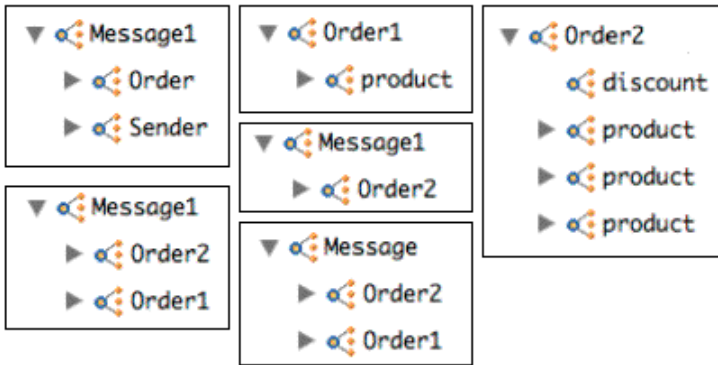 Message1
Order
Sender
Message1
Order2
Order1
Order1
product
Message1
Order2
Message
Order2
Order1
Order2
discount
product
product
product